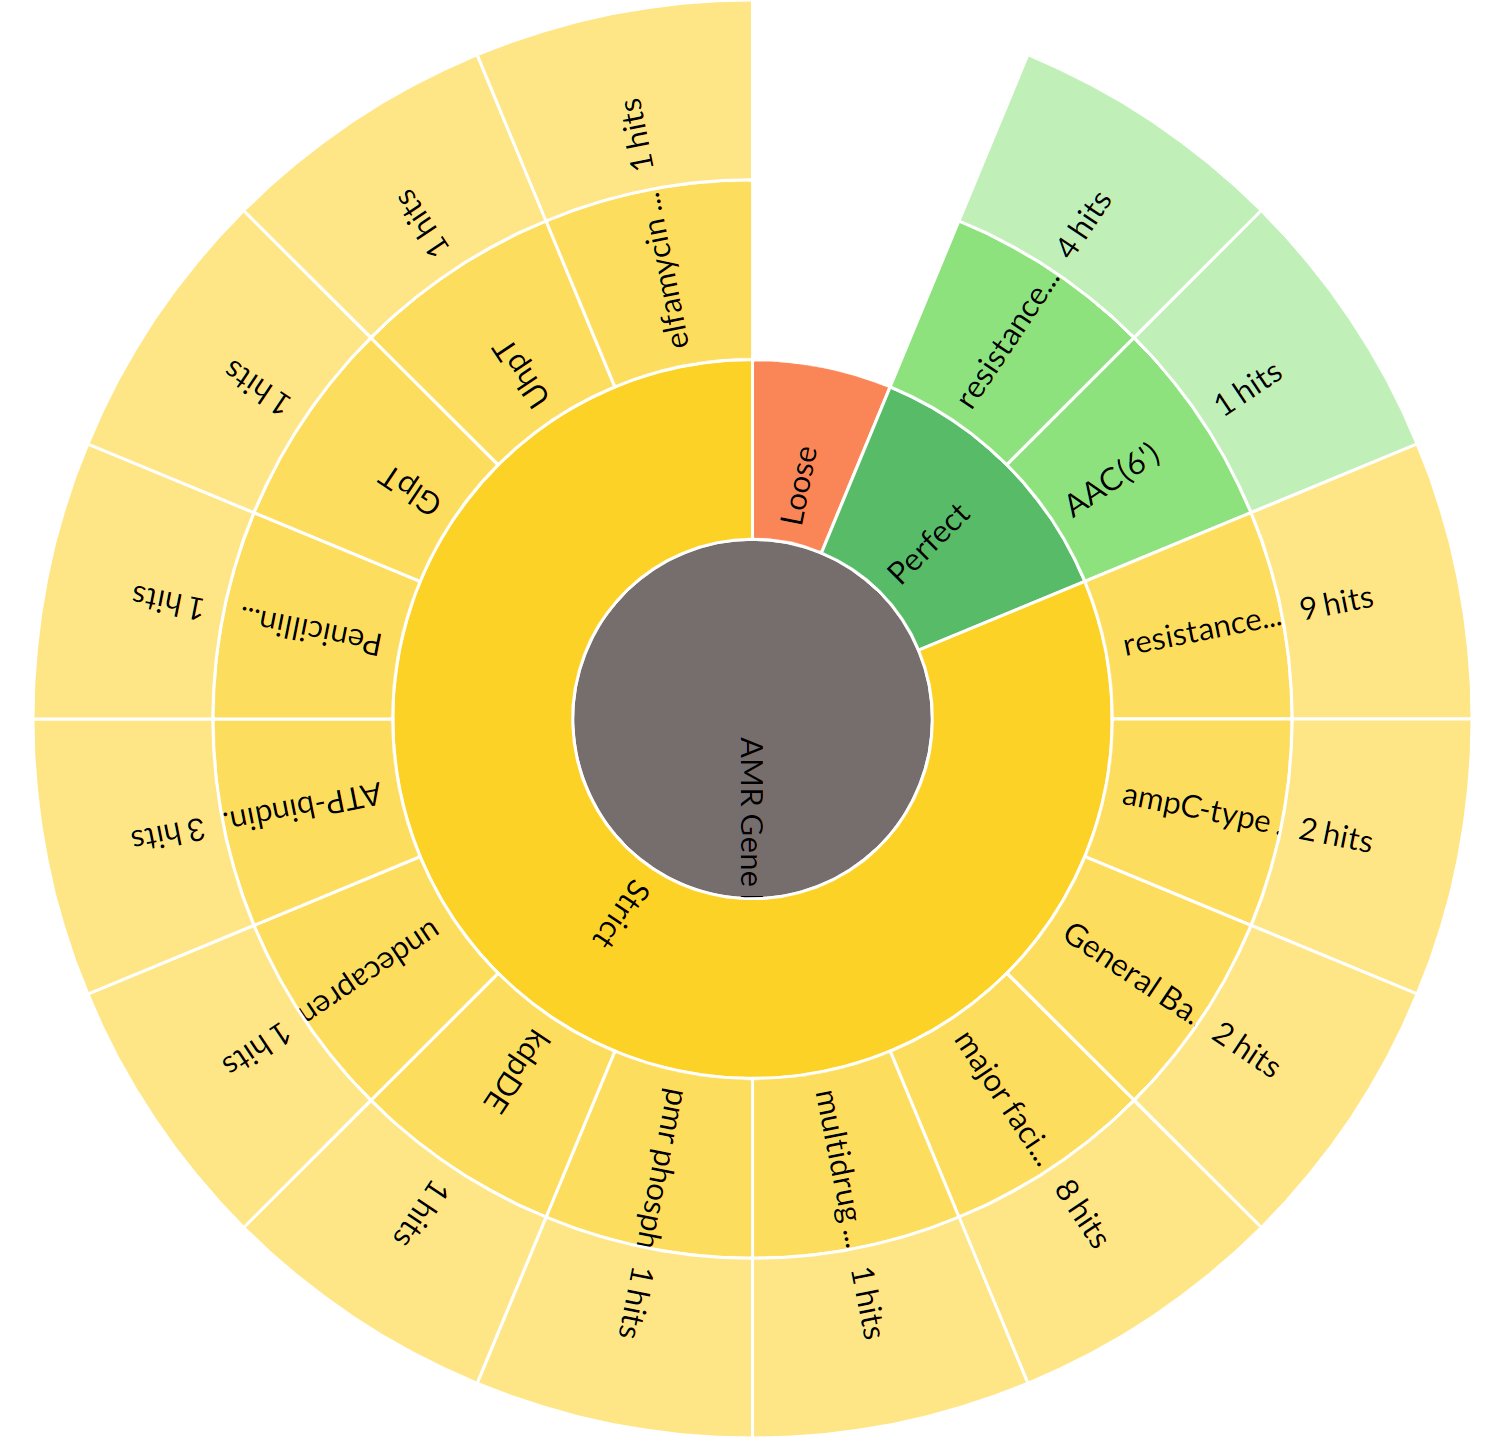 AMR Gene
Loose
Perfect
Strict
resistance...
4 hits
AAC(6')
1 hits
resistance...
9 hits
ampC-type .
2 hits
General Ba.
2 hits
major faci...
8 hits
multidrug ...
1 hits
pmr phosph
1 hits
kdpDE
1 hits
undecapren
1 hits
ATP-bindin.
3 hits
Penicillin...
1 hits
GlpT
1 hits
UhpT
1 hits
elfamycin ...
1 hits